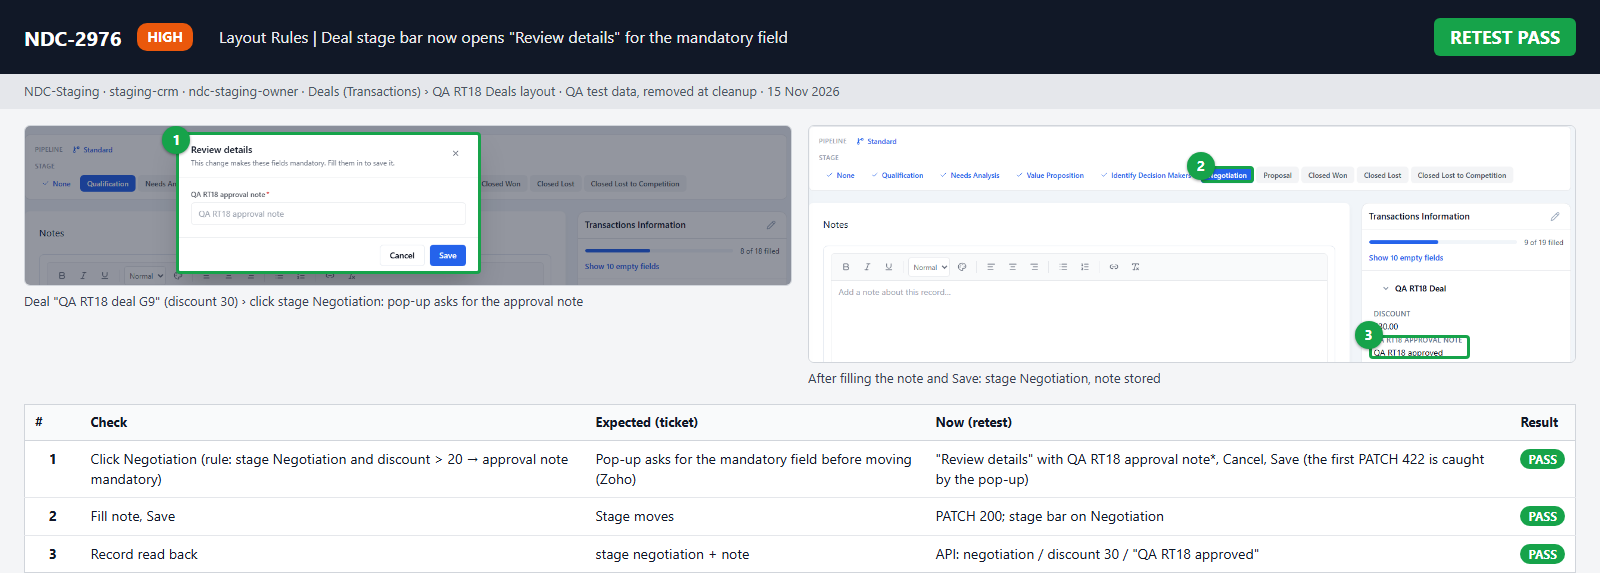 NDC-2976 HIGH Layout Rules | Deal stage bar now opens "Review details" for the mandatory field RETEST PASS
NDC-Staging · staging-crm · ndc-staging-owner · Deals (Transactions) › QA RT18 Deals layout · QA test data, removed at cleanup · 15 Nov 2026
PIPELINE Standard
STAGE
None Qualification Needs An Closed Won Closed Lost Closed Lost to Competition
1
Review details
This change makes these fields mandatory. Fill them in to save it.
QA RT18 approval note*
QA RT18 approval note
Cancel Save
Notes
B I U Normal
Transactions Information
8 of 18 filled
Show 10 empty fields
Deal "QA RT18 deal G9" (discount 30) › click stage Negotiation: pop-up asks for the approval note
PIPELINE Standard
STAGE
2
None Qualification Needs Analysis Value Proposition Identify Decision Makers Negotiation Proposal Closed Won Closed Lost Closed Lost to Competition
Notes
B I U Normal
Add a note about this record...
Transactions Information
9 of 19 filled
Show 10 empty fields
QA RT18 Deal
DISCOUNT
30.00
3
RT18 APPROVAL NOTE
QA RT18 approved
After filling the note and Save: stage Negotiation, note stored
# Check Expected (ticket) Now (retest) Result
1 Click Negotiation (rule: stage Negotiation and discount > 20 → approval note mandatory) Pop-up asks for the mandatory field before moving (Zoho) "Review details" with QA RT18 approval note*, Cancel, Save (the first PATCH 422 is caught by the pop-up) PASS
2 Fill note, Save Stage moves PATCH 200; stage bar on Negotiation PASS
3 Record read back stage negotiation + note API: negotiation / discount 30 / "QA RT18 approved" PASS